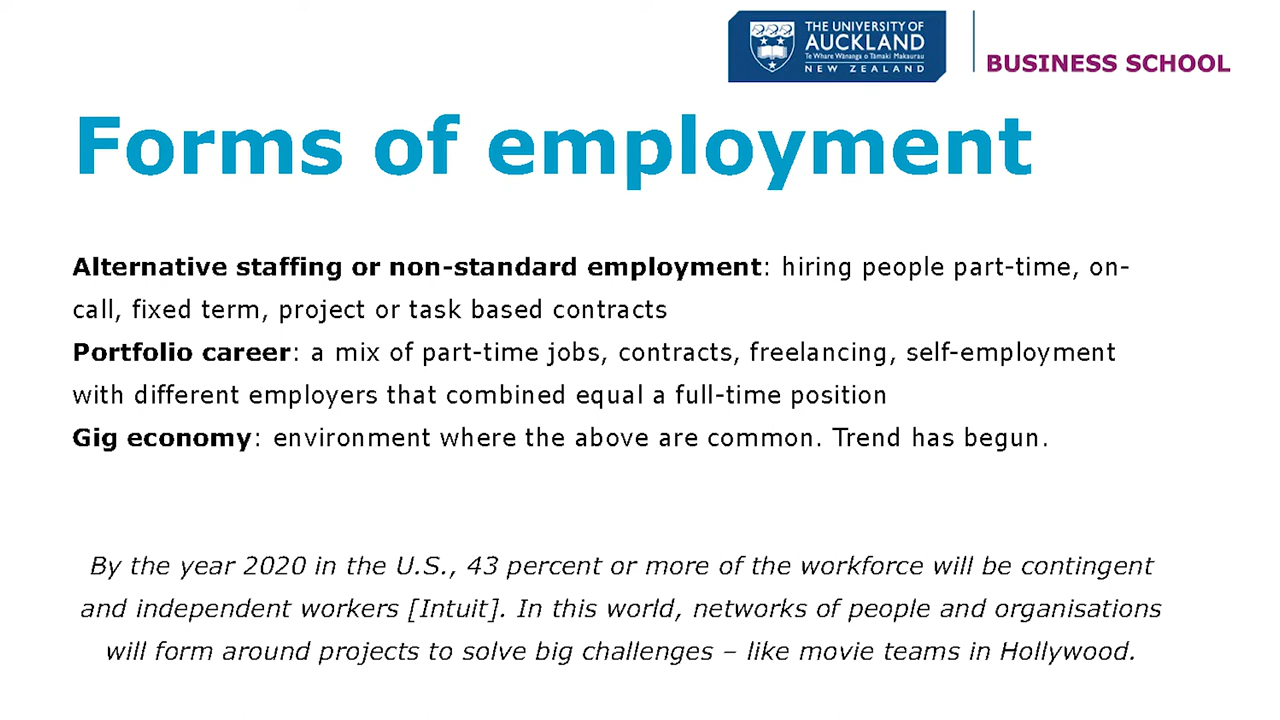 THE UNIVERSITY OF
AUCKLAND
Te Whare Wānanga o Tāmaki Makaurau
NEW ZEALAND
BUSINESS SCHOOL
Forms of employment
Alternative staffing or non-standard employment: hiring people part-time, on-
call, fixed term, project or task based contracts
Portfolio career: a mix of part-time jobs, contracts, freelancing, self-employment
with different employers that combined equal a full-time position
Gig economy: environment where the above are common. Trend has begun.
By the year 2020 in the U.S., 43 percent or more of the workforce will be contingent
and independent workers [Intuit]. In this world, networks of people and organisations
will form around projects to solve big challenges – like movie teams in Hollywood.